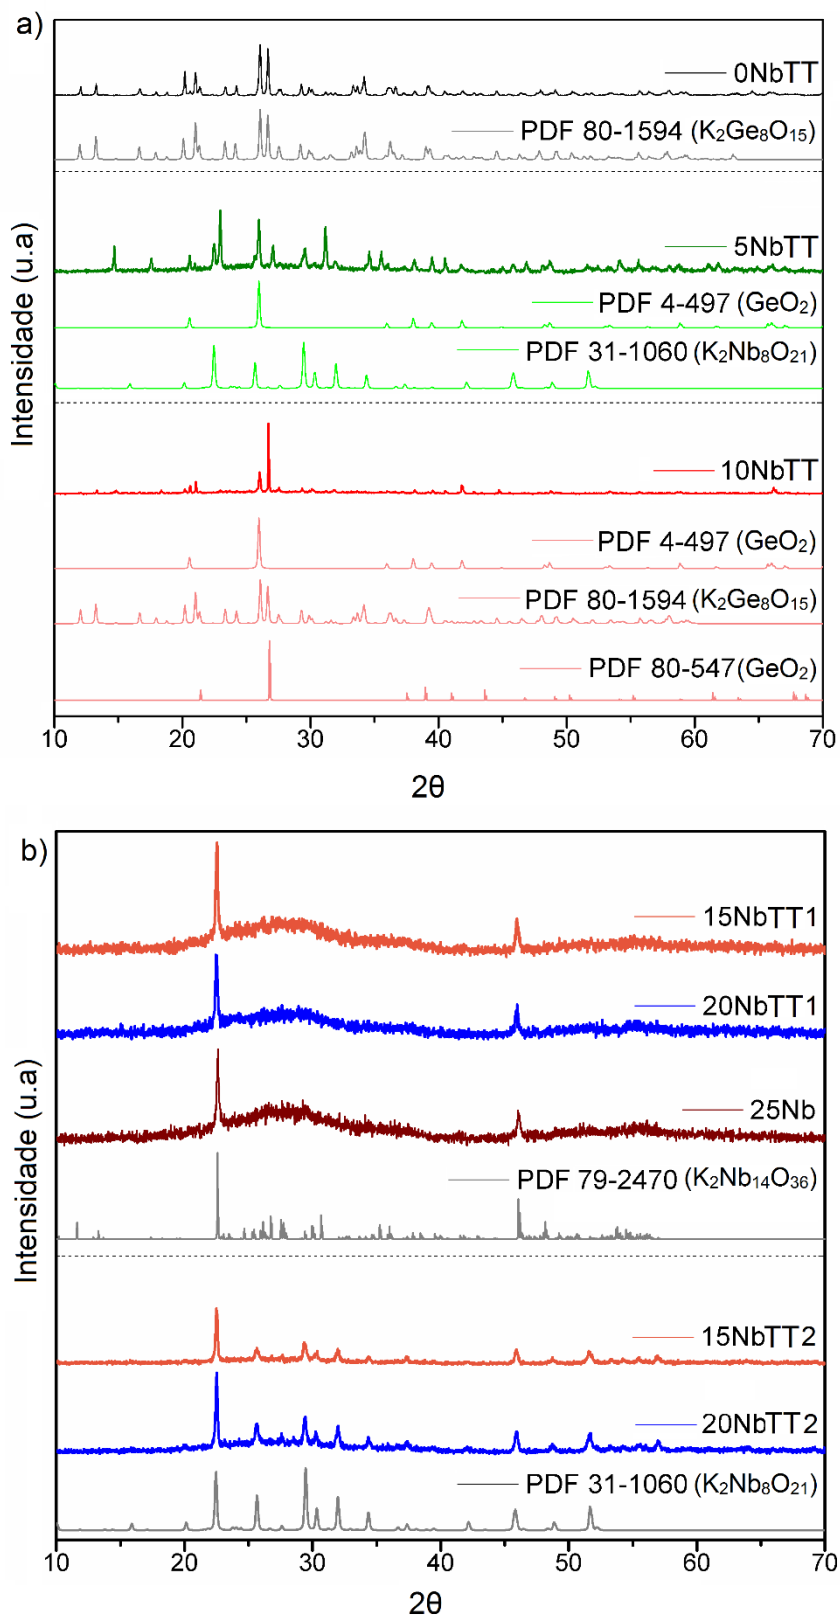 a)
0NbTT
PDF 80-1594 (K₂Ge₈O₁₅)
5NbTT
PDF 4-497 (GeO₂)
PDF 31-1060 (K₂Nb₈O₂₁)
10NbTT
PDF 4-497 (GeO₂)
PDF 80-1594 (K₂Ge₈O₁₅)
PDF 80-547(GeO₂)
Intensidade (u.a)
10 20 30 40 50 60 70
2θ
b)
15NbTT1
20NbTT1
25Nb
PDF 79-2470 (K₂Nb₁₄O₃₆)
15NbTT2
20NbTT2
PDF 31-1060 (K₂Nb₈O₂₁)
Intensidade (u.a)
10 20 30 40 50 60 70
2θ